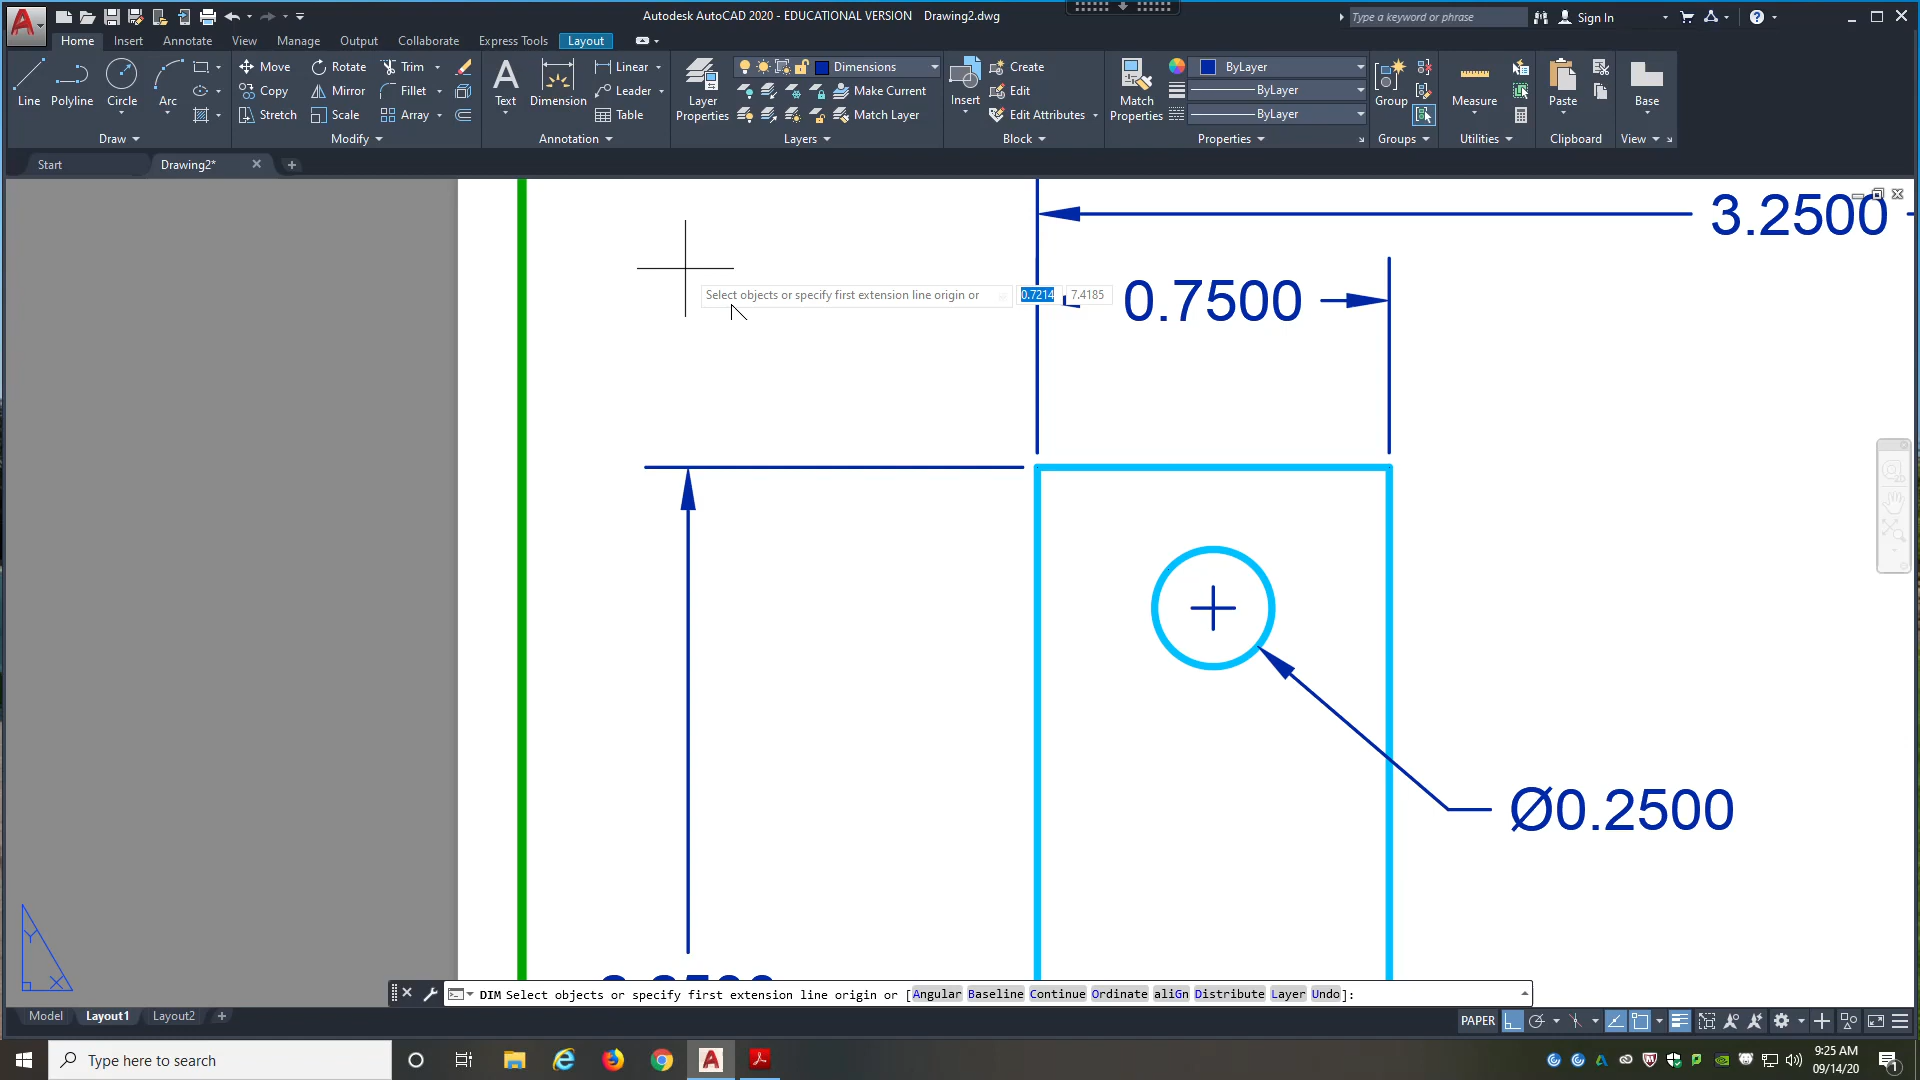 Autodesk AutoCAD 2020 - EDUCATIONAL VERSION Drawing2.dwg
Type a keyword or phrase
Sign In
Home Insert Annotate View Manage Output Collaborate Express Tools Layout
Line Polyline Circle Arc
Move Rotate Trim
Copy Mirror Fillet
Stretch Scale Array
Text Dimension
Linear
Leader
Table
Layer Properties
Dimensions
Make Current
Match Layer
Insert
Create
Edit
Edit Attributes
Match Properties
ByLayer
ByLayer
ByLayer
Group
Measure
Paste
Base
Draw Modify Annotation Layers Block Properties Groups Utilities Clipboard View
Start Drawing2*
3.2500
Select objects or specify first extension line origin or 0.7214 7.4185
0.7500
Ø0.2500
Y
X
DIM Select objects or specify first extension line origin or [Angular Baseline Continue Ordinate aliGn Distribute Layer Undo]:
Model Layout1 Layout2
PAPER
Type here to search
9:25 AM
09/14/20
1